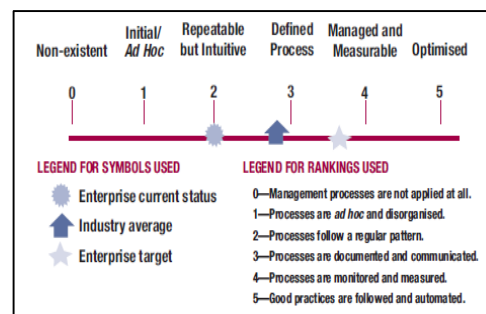 Non-existent
Initial/
Ad Hoc
Repeatable
but Intuitive
Defined
Process
Managed and
Measurable
Optimised
0 1 2 3 4 5
LEGEND FOR SYMBOLS USED
Enterprise current status
Industry average
Enterprise target
LEGEND FOR RANKINGS USED
0—Management processes are not applied at all.
1—Processes are ad hoc and disorganised.
2—Processes follow a regular pattern.
3—Processes are documented and communicated.
4—Processes are monitored and measured.
5—Good practices are followed and automated.